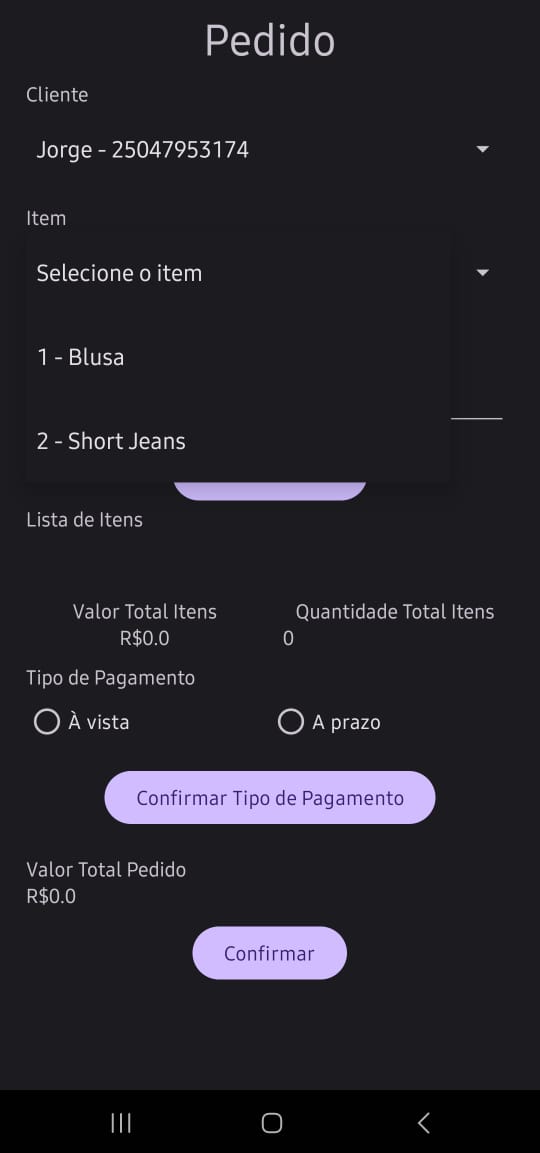 Pedido
Cliente
Jorge - 25047953174
Item
Selecione o item
1 - Blusa
2 - Short Jeans
Lista de Itens
Valor Total Itens
Quantidade Total Itens
R$0.0
0
Tipo de Pagamento
À vista
A prazo
Confirmar Tipo de Pagamento
Valor Total Pedido
R$0.0
Confirmar